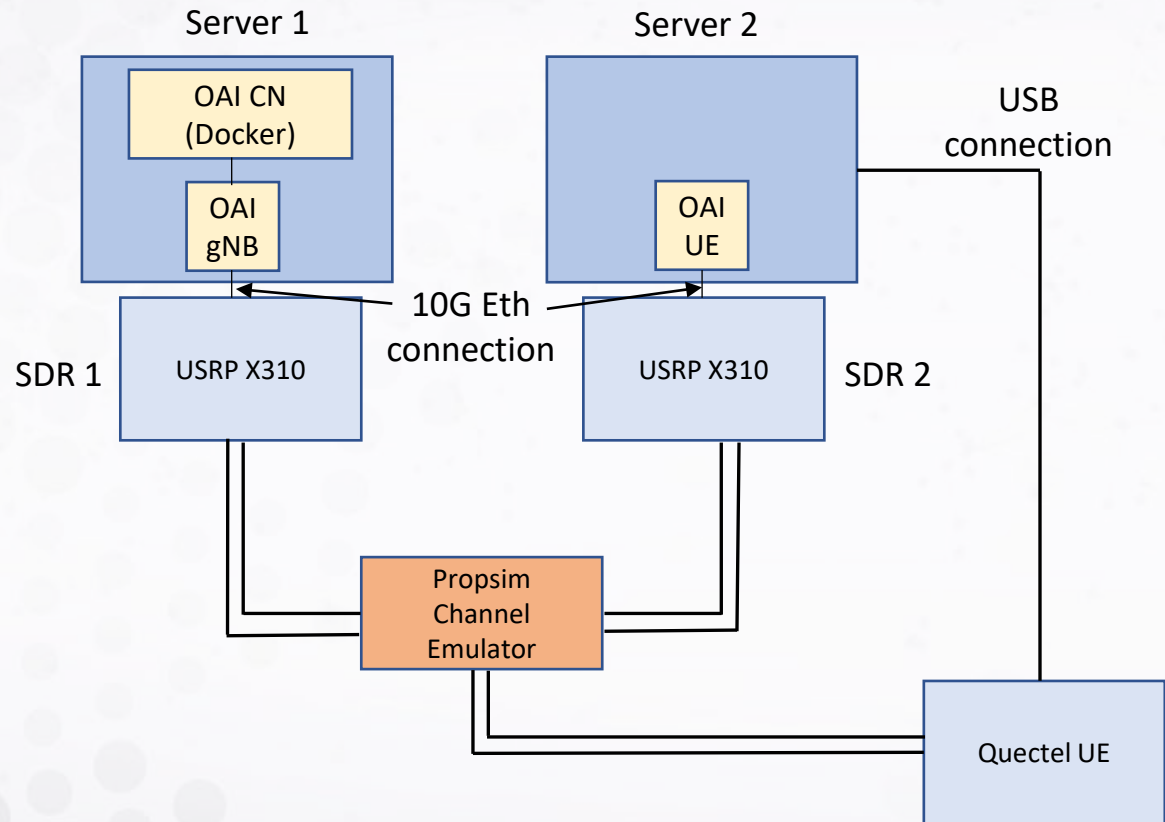 Server 1
Server 2
OAI CN
(Docker)
USB
connection
OAI
gNB
OAI
UE
10G Eth
connection
SDR 1
USRP X310
USRP X310
SDR 2
Propsim
Channel
Emulator
Quectel UE